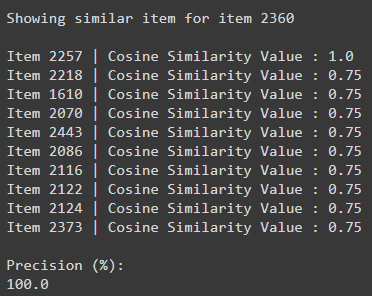 Showing similar item for item 2360
Item 2257 | Cosine Similarity Value : 1.0
Item 2218 | Cosine Similarity Value : 0.75
Item 1610 | Cosine Similarity Value : 0.75
Item 2070 | Cosine Similarity Value : 0.75
Item 2443 | Cosine Similarity Value : 0.75
Item 2086 | Cosine Similarity Value : 0.75
Item 2116 | Cosine Similarity Value : 0.75
Item 2122 | Cosine Similarity Value : 0.75
Item 2124 | Cosine Similarity Value : 0.75
Item 2373 | Cosine Similarity Value : 0.75
Precision (%):
100.0